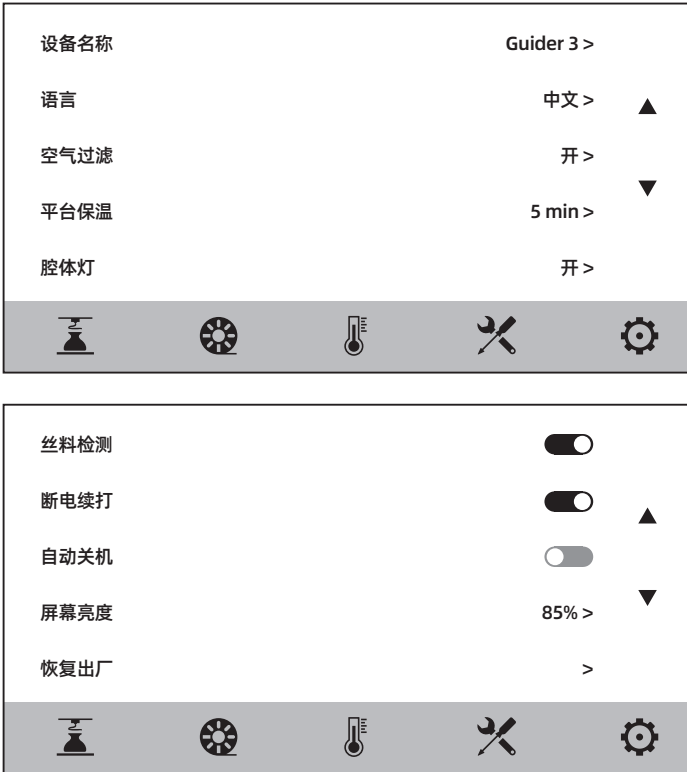 设备名称 Guider 3 >
语言 中文 >
空气过滤 开 >
平台保温 5 min >
腔体灯 开 >
丝料检测
断电续打
自动关机
屏幕亮度 85% >
恢复出厂 >